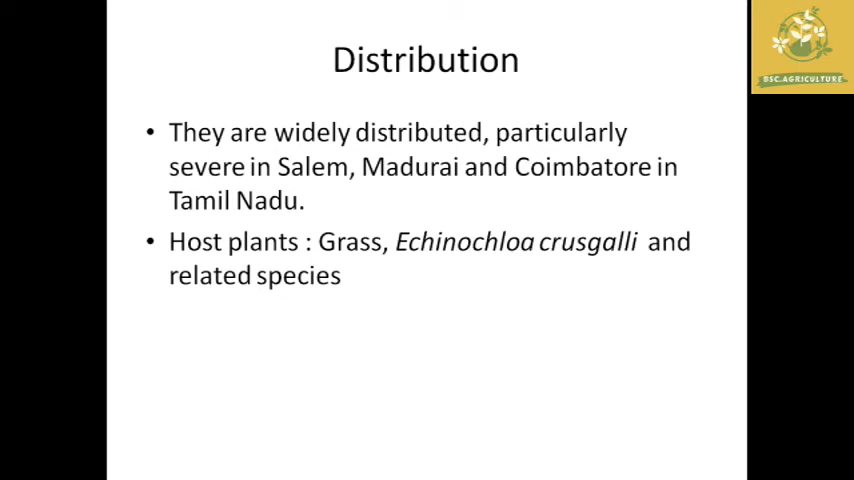 Distribution
BSC.AGRICULTURE
• They are widely distributed, particularly
severe in Salem, Madurai and Coimbatore in
Tamil Nadu.
• Host plants : Grass, Echinochloa crusgalli and
related species